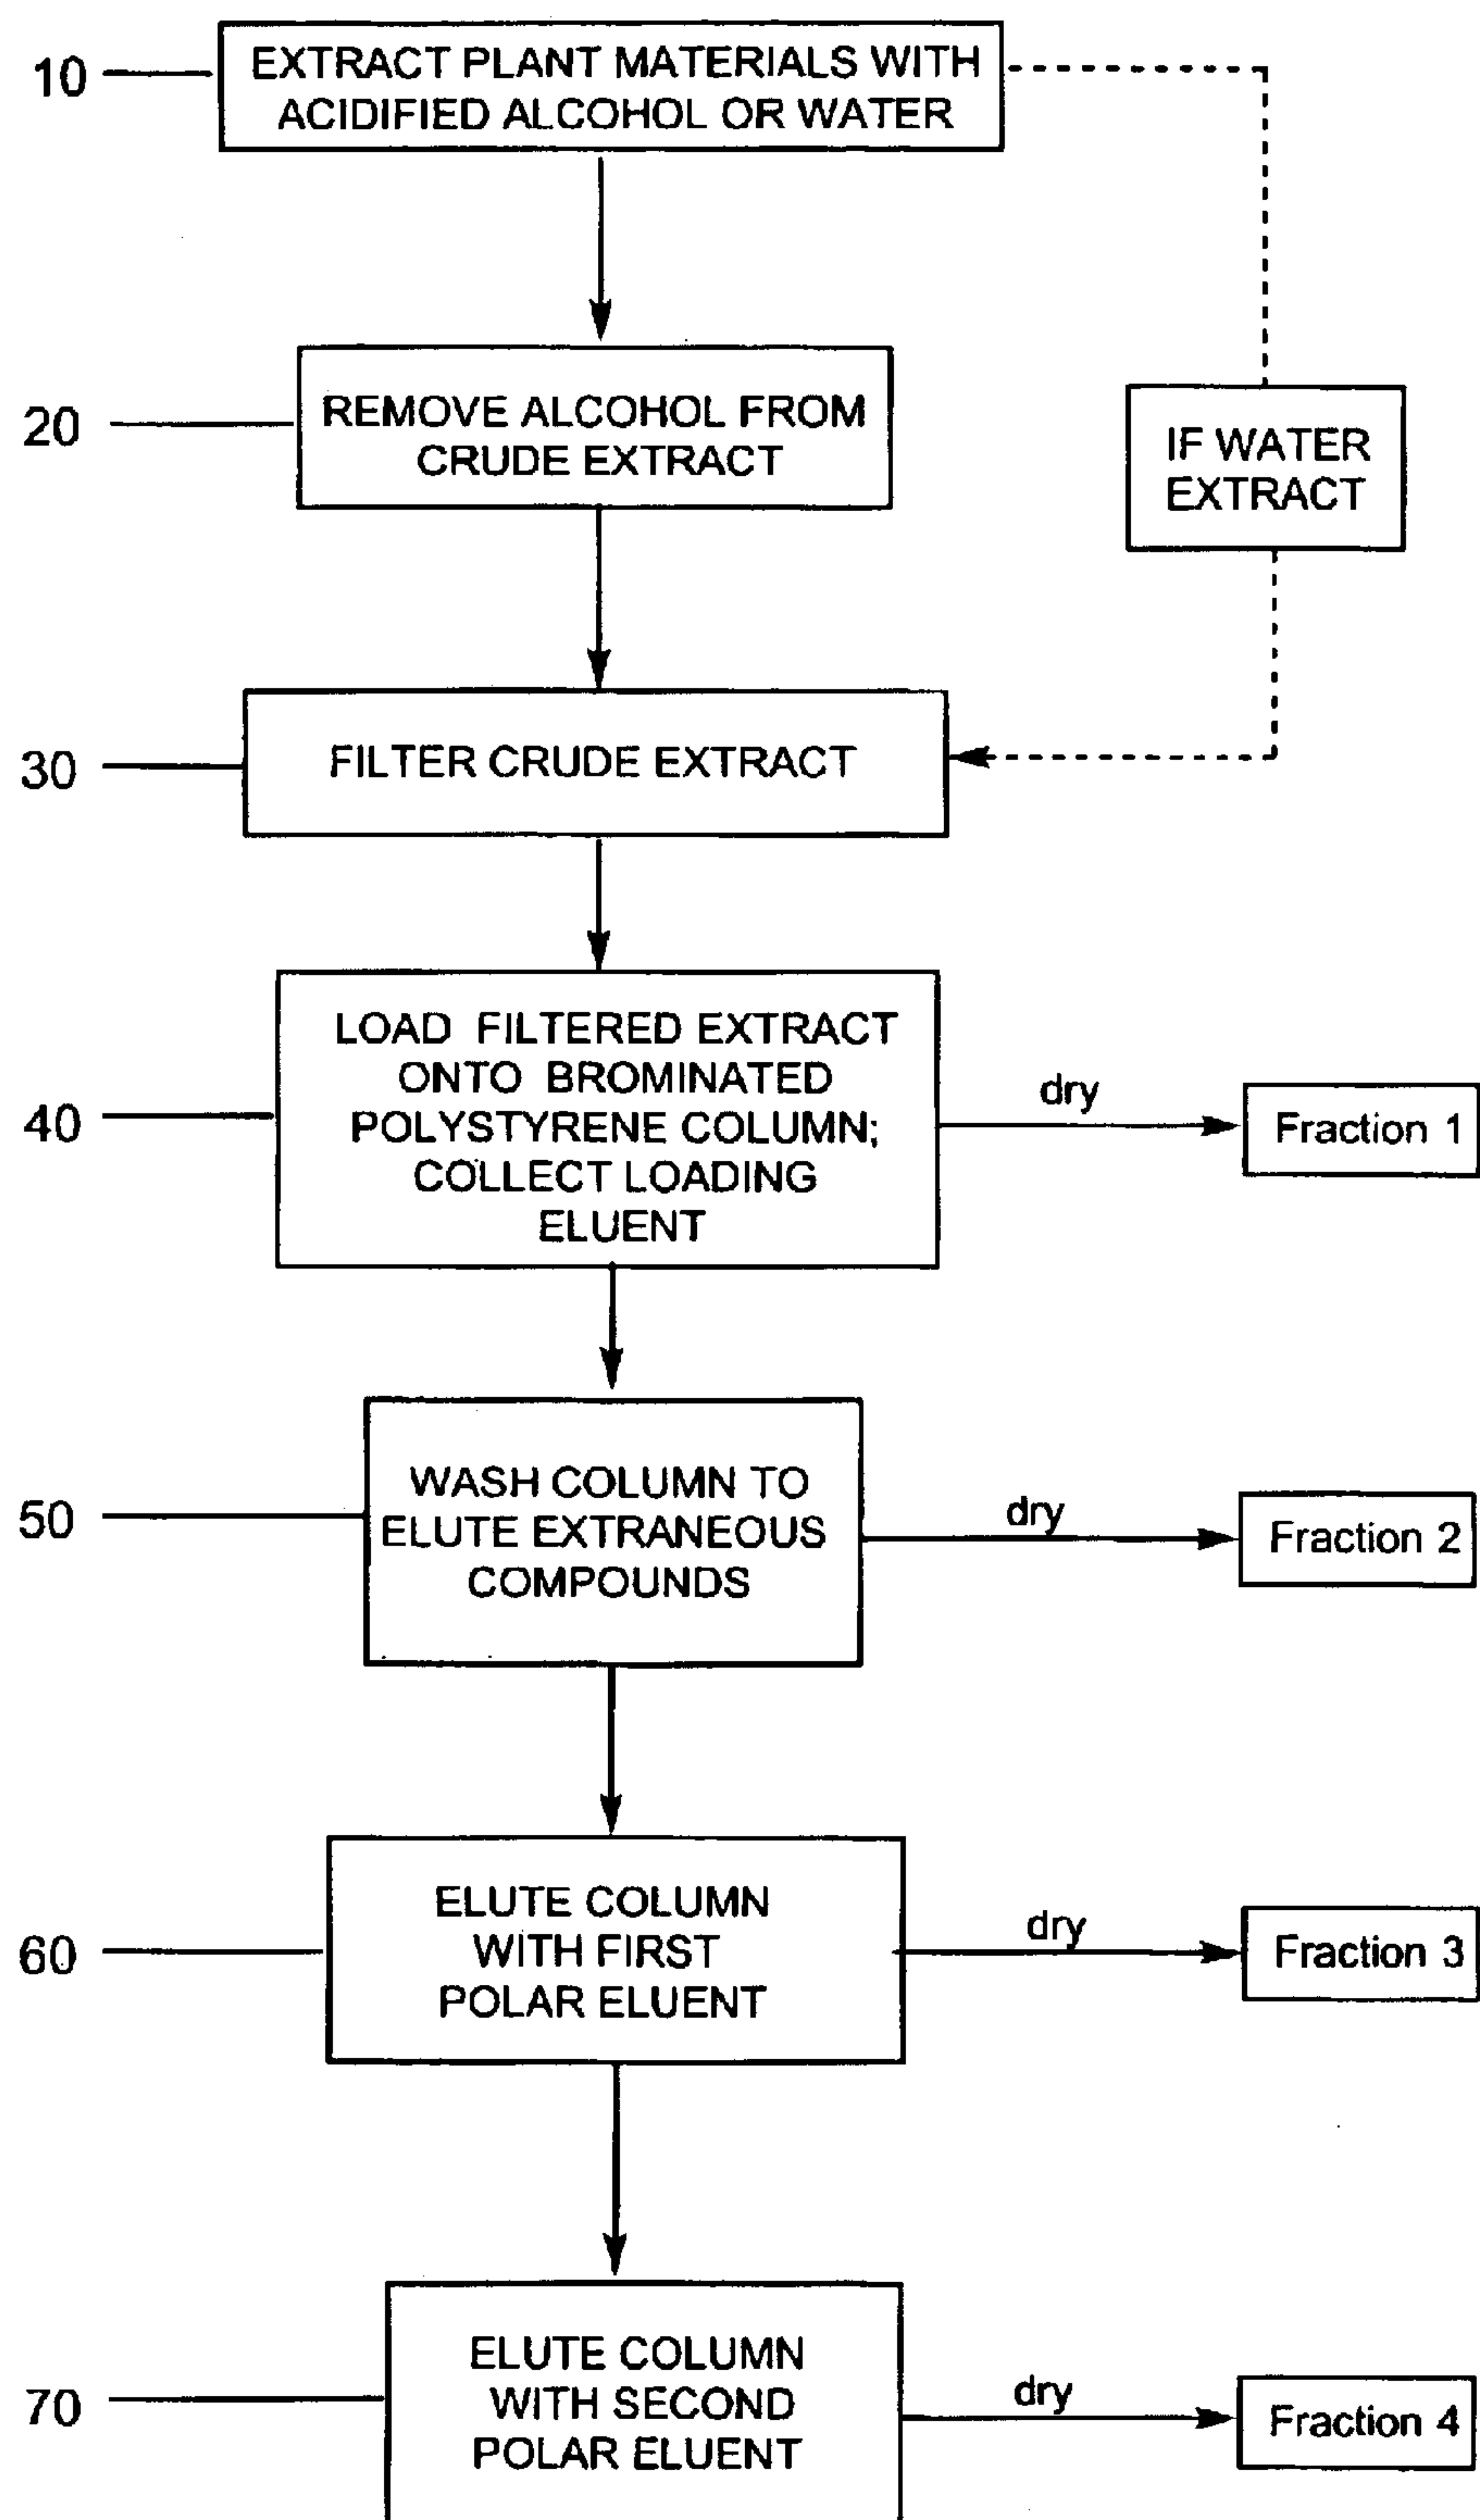 10
EXTRACT PLANT MATERIALS WITH
ACIDIFIED ALCOHOL OR WATER
20
REMOVE ALCOHOL FROM
CRUDE EXTRACT
IF WATER
EXTRACT
30
FILTER CRUDE EXTRACT
40
LOAD FILTERED EXTRACT
ONTO BROMINATED
POLYSTYRENE COLUMN;
COLLECT LOADING
ELUENT
dry
Fraction 1
50
WASH COLUMN TO
ELUTE EXTRANEOUS
COMPOUNDS
dry
Fraction 2
60
ELUTE COLUMN
WITH FIRST
POLAR ELUENT
dry
Fraction 3
70
ELUTE COLUMN
WITH SECOND
POLAR ELUENT
dry
Fraction 4